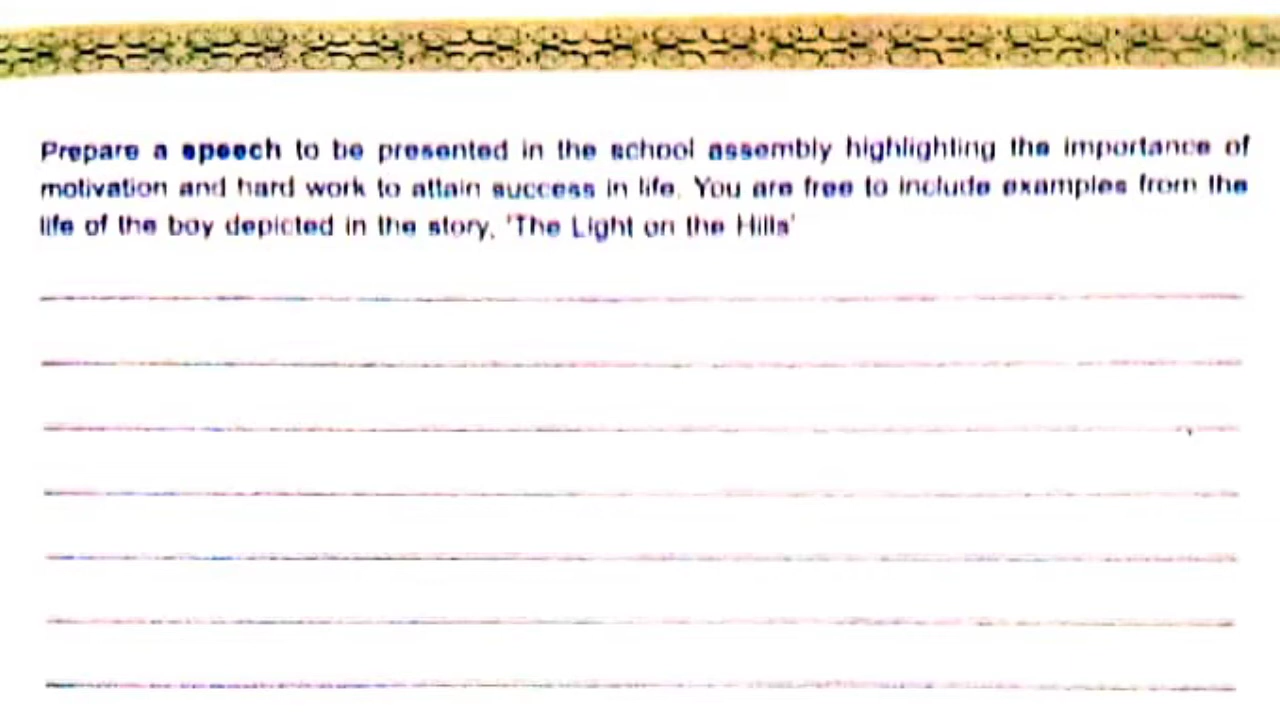 Prepare a speech to be presented in the school assembly highlighting the importance of
motivation and hard work to attain success in life. You are free to include examples from the
life of the boy depicted in the story, 'The Light on the Hills'